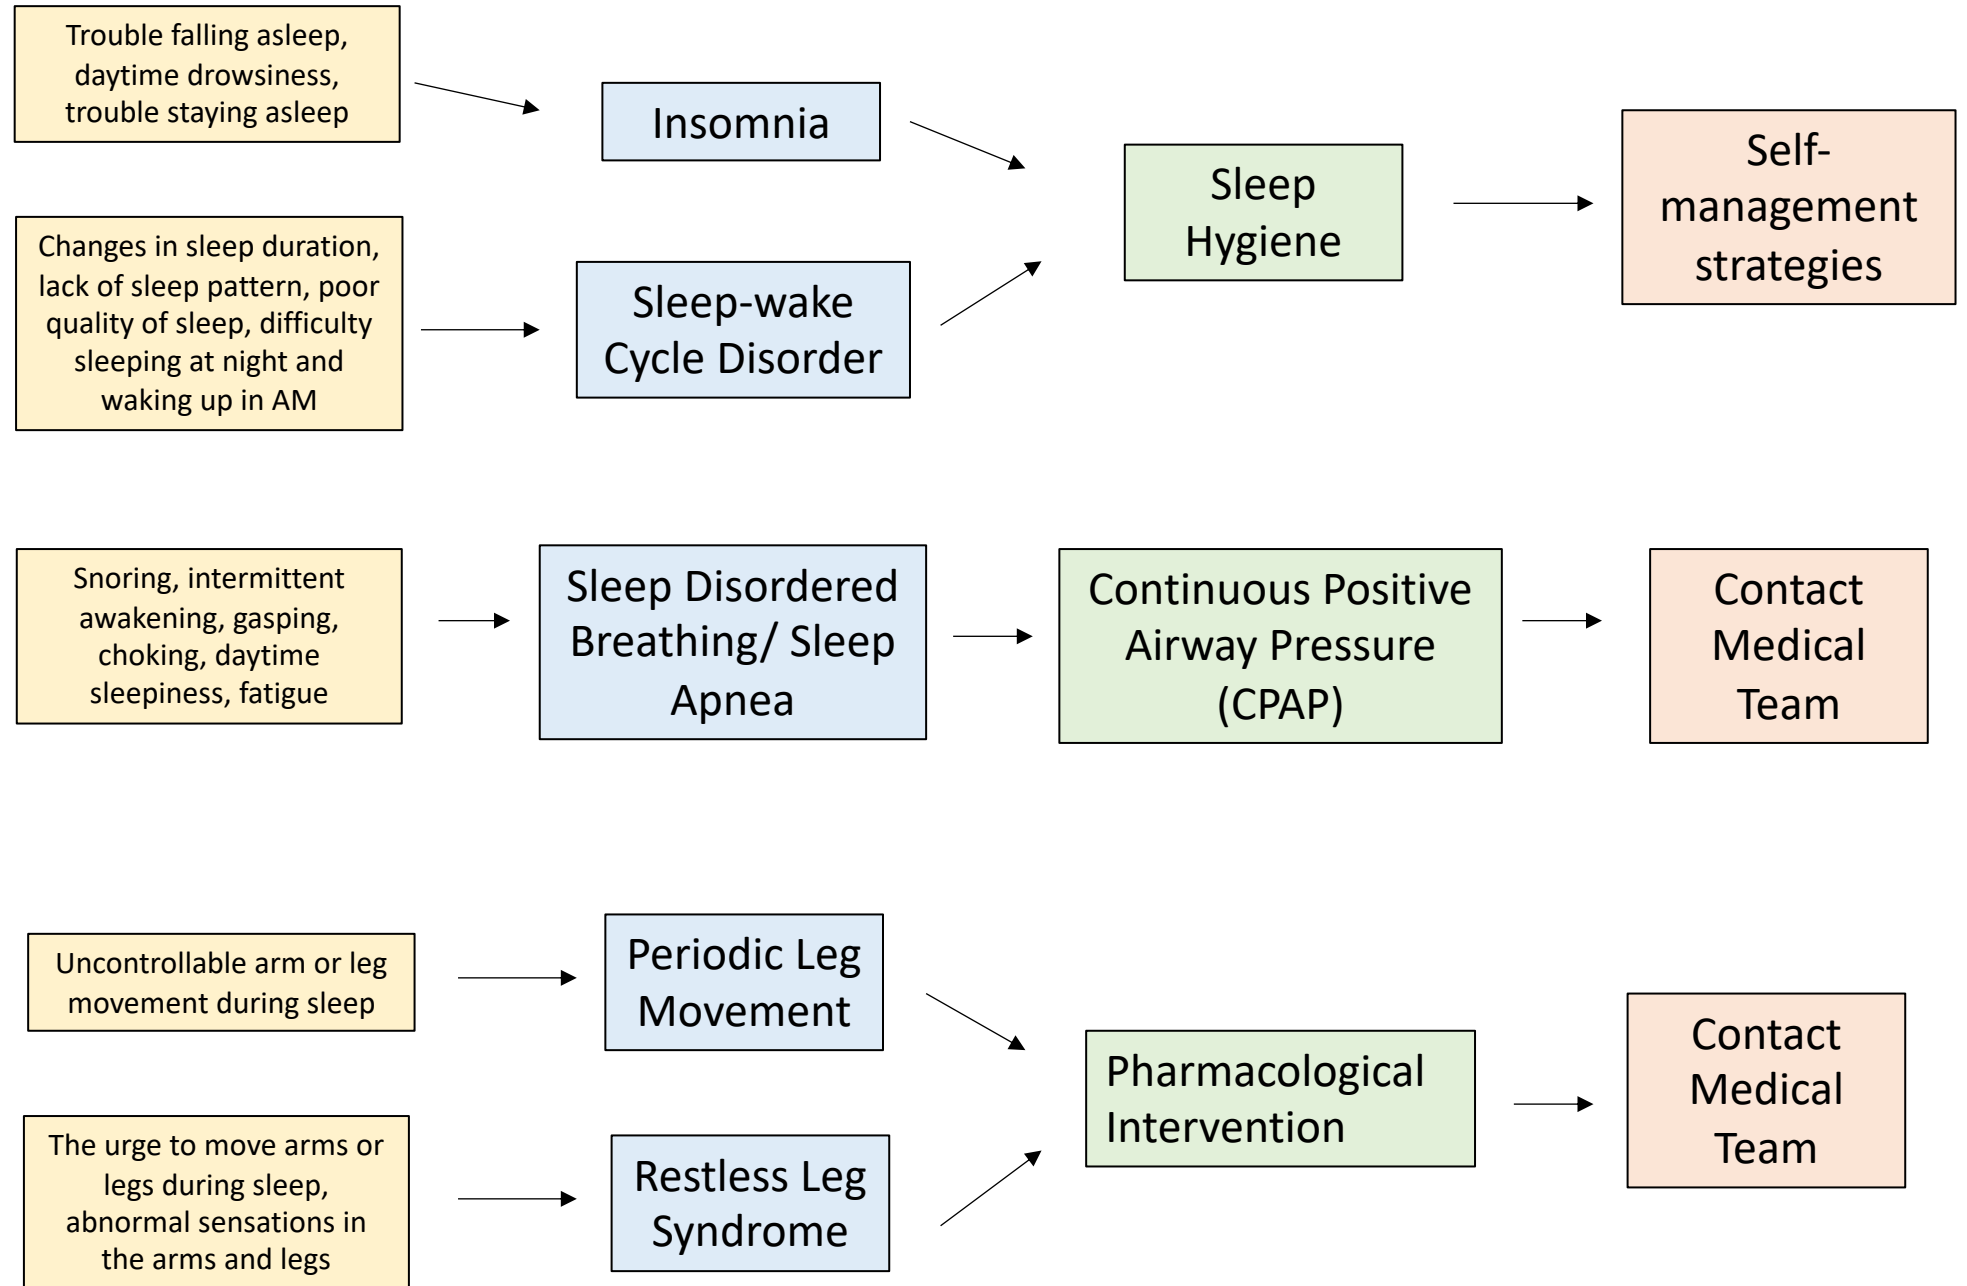 Trouble falling asleep,
daytime drowsiness,
trouble staying asleep
Insomnia
Changes in sleep duration,
lack of sleep pattern, poor
quality of sleep, difficulty
sleeping at night and
waking up in AM
Sleep-wake
Cycle Disorder
Sleep
Hygiene
Self-
management
strategies
Snoring, intermittent
awakening, gasping,
choking, daytime
sleepiness, fatigue
Sleep Disordered
Breathing/ Sleep
Apnea
Continuous Positive
Airway Pressure
(CPAP)
Contact
Medical
Team
Uncontrollable arm or leg
movement during sleep
Periodic Leg
Movement
The urge to move arms or
legs during sleep,
abnormal sensations in
the arms and legs
Restless Leg
Syndrome
Pharmacological
Intervention
Contact
Medical
Team